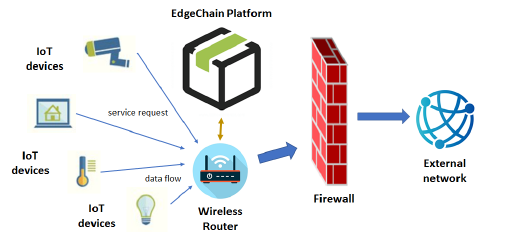 EdgeChain Platform
IoT
devices
service request
IoT
devices
data flow
IoT
devices
Wireless
Router
Firewall
External
network